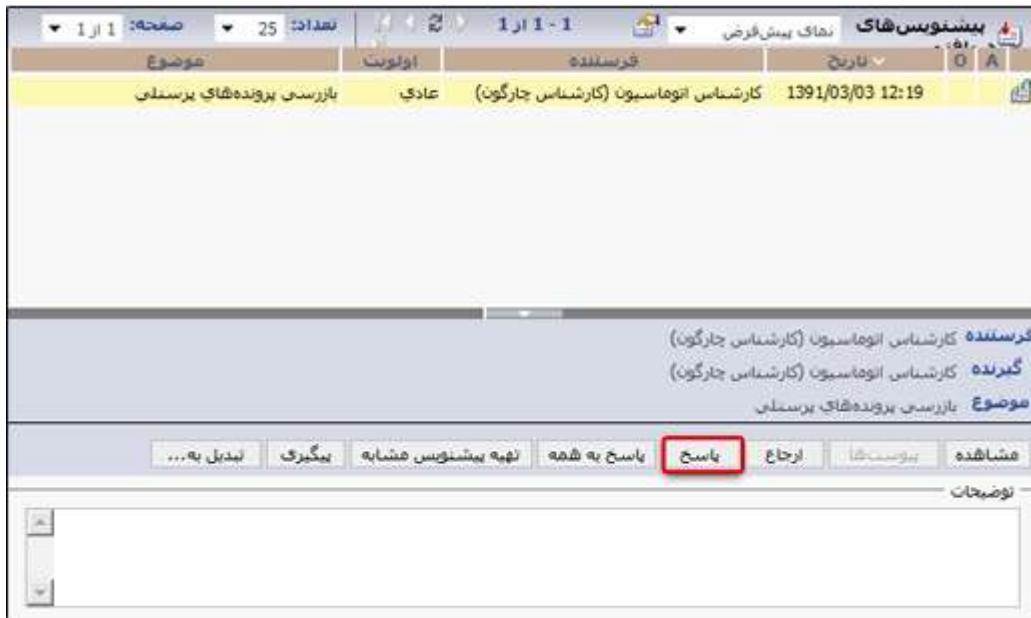 پیشنویس‌های نمای پیش‌فرض 1 - 1 از 1 تعداد: 25 صفحه: 1 از 1
A O تاریخ فرستنده اولویت موضوع
1391/03/03 12:19 کارشناس اتوماسیون (کارشناس چارگون) عادي بازرسی پرونده‌هاي پرسنلی
فرستنده کارشناس اتوماسیون (کارشناس چارگون)
گیرنده کارشناس اتوماسیون (کارشناس چارگون)
موضوع بازرسی پرونده‌هاي پرسنلی
مشاهده پیوست‌ها ارجاع پاسخ پاسخ به همه تهیه پیشنویس مشابه پیگیری تبدیل به...
توضیحات